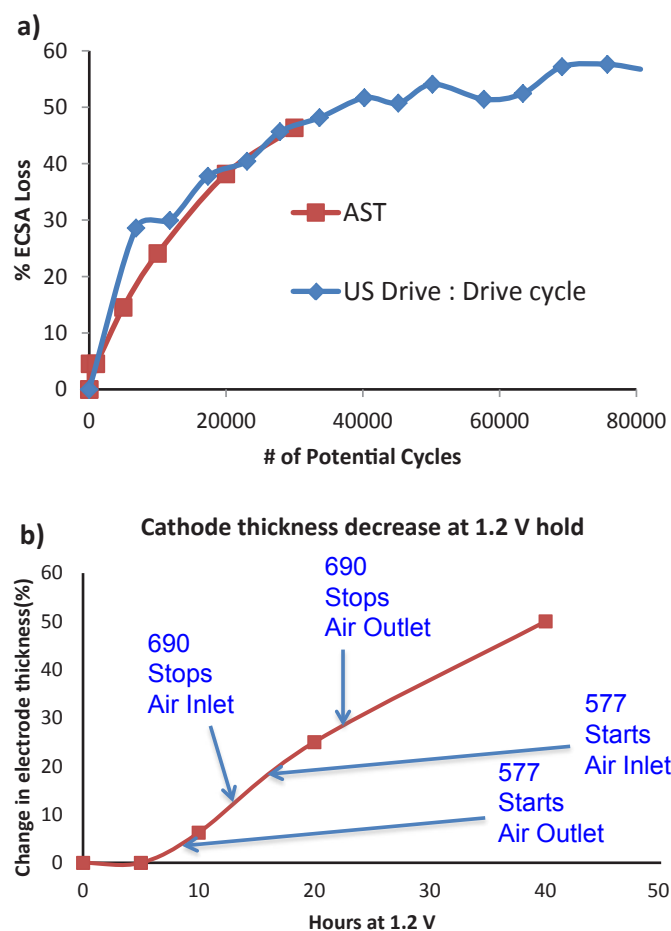 a)
60
50
40
30
20
10
0
% ECSA Loss
AST
US Drive : Drive cycle
0 20000 40000 60000 80000
# of Potential Cycles
b)
Cathode thickness decrease at 1.2 V hold
60
50
40
30
20
10
0
Change in electrode thickness(%)
690
Stops
Air Outlet
690
Stops
Air Inlet
577
Starts
Air Inlet
577
Starts
Air Outlet
0 10 20 30 40 50
Hours at 1.2 V